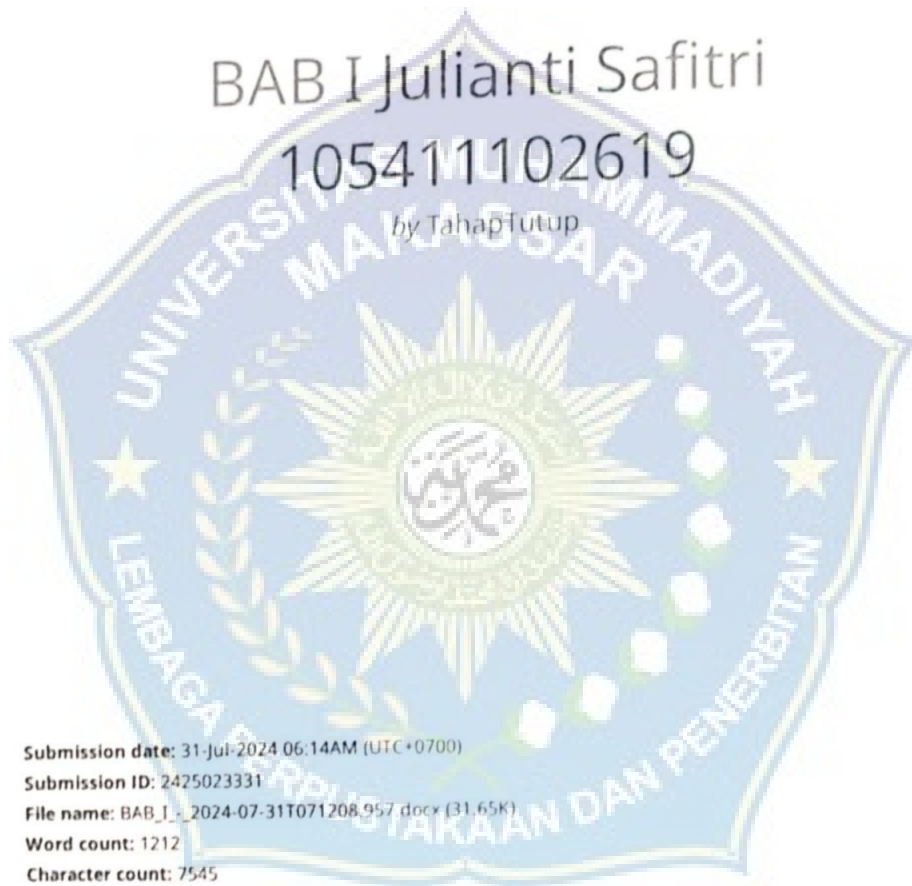 BAB I Julianti Safitri
105411102619
by TahapTutup
UNIVERSITAS MUHAMMADIYAH
MAKASSAR
LEMBAGA PERPUSTAKAAN DAN PENERBITAN
Submission date: 31-Jul-2024 06:14AM (UTC+0700)
Submission ID: 2425023331
File name: BAB_I_-_2024-07-31T071208.957.docx (31.65K)
Word count: 1212
Character count: 7545